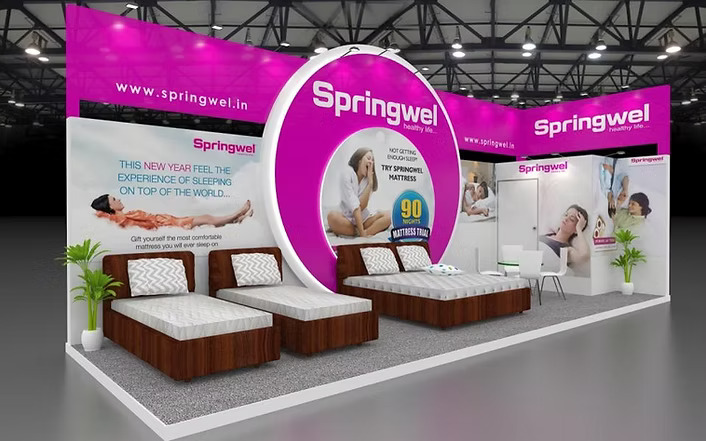 www.springwel.in
Springwel
healthy life...
www.springwel.in
Springwel
healthy life...
Springwel
THIS NEW YEAR FEEL THE
EXPERIENCE OF SLEEPING
ON TOP OF THE WORLD...
Gift yourself the most comfortable
mattress you will ever sleep-on
NOT GETTING
ENOUGH SLEEP?
TRY SPRINGWEL
MATTRESS
90
NIGHTS
MATTRESS TRIAL
Springwel
Springwel